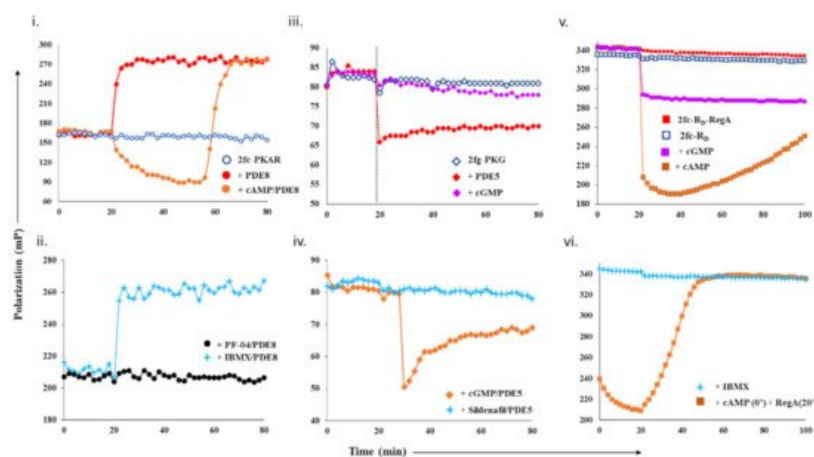 i.
300
270
240
210
180
150
120
90
60
0 20 40 60 80
2fc-PKAR
+ PDE8
+ cAMP/PDE8
ii.
260
240
220
200
0 20 40 60 80
+ PF-04/PDE8
+ IBMX/PDE8
iii.
90
85
80
75
70
65
60
55
50
0 20 40 60 80
2fg-PKG
+ PDE5
+ cGMP
iv.
100
80
60
40
0 20 40 60 80
+ cGMP/PDE5
+ Sildenafil/PDE5
v.
340
320
300
280
260
240
220
200
180
0 20 40 60 80 100
2fc-RD-RegA
2fc-RD
+ cGMP
+ cAMP
vi.
340
320
300
280
260
240
220
200
0 20 40 60 80 100
+ IBMX
+ cAMP (0') + RegA(20'
Polarization (mP)
Time (min)